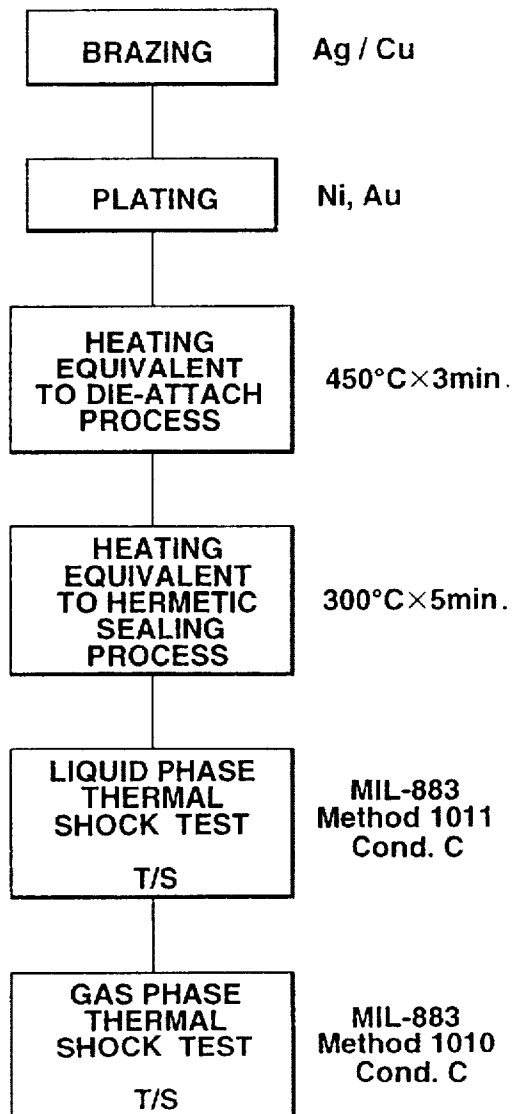 BRAZING
Ag / Cu
PLATING
Ni, Au
HEATING
EQUIVALENT
TO DIE-ATTACH
PROCESS
450°C×3min.
HEATING
EQUIVALENT
TO HERMETIC
SEALING
PROCESS
300°C×5min.
LIQUID PHASE
THERMAL
SHOCK TEST
T/S
MIL-883
Method 1011
Cond. C
GAS PHASE
THERMAL
SHOCK TEST
T/S
MIL-883
Method 1010
Cond. C